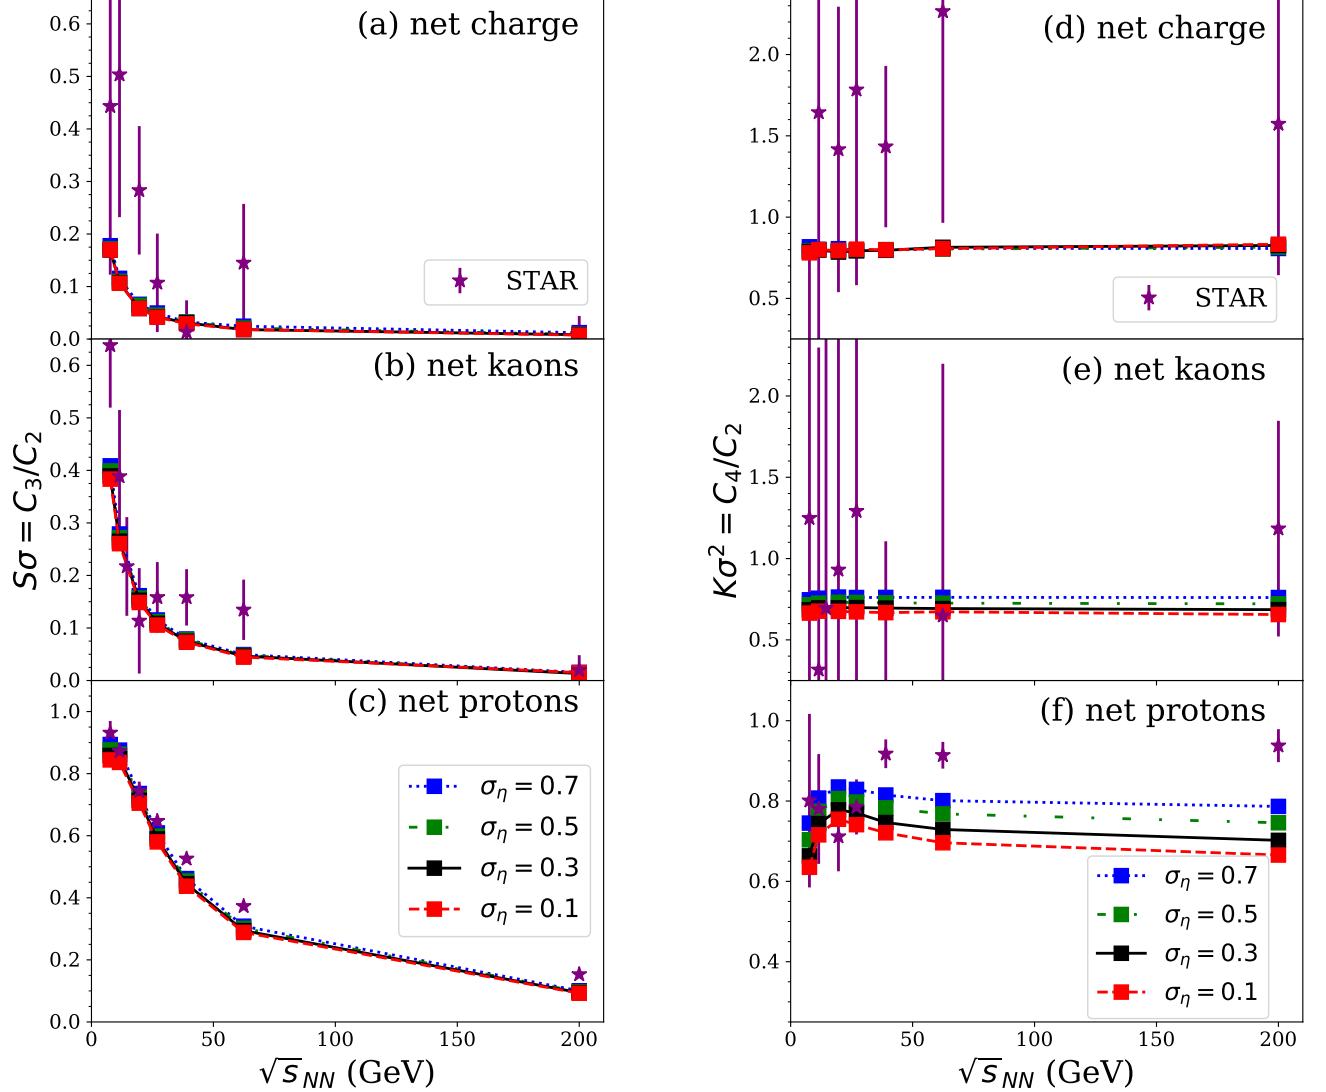 (a) net charge
0.6
0.5
0.4
0.3
0.2
0.1
0.0
STAR
(b) net kaons
0.6
0.5
0.4
0.3
0.2
0.1
0.0
Sσ = C₃/C₂
(c) net protons
1.0
0.8
0.6
0.4
0.2
0.0
σ_η = 0.7
σ_η = 0.5
σ_η = 0.3
σ_η = 0.1
0 50 100 150 200
√s_NN (GeV)
(d) net charge
2.0
1.5
1.0
0.5
STAR
(e) net kaons
2.0
1.5
1.0
0.5
Kσ² = C₄/C₂
(f) net protons
1.0
0.8
0.6
0.4
σ_η = 0.7
σ_η = 0.5
σ_η = 0.3
σ_η = 0.1
0 50 100 150 200
√s_NN (GeV)